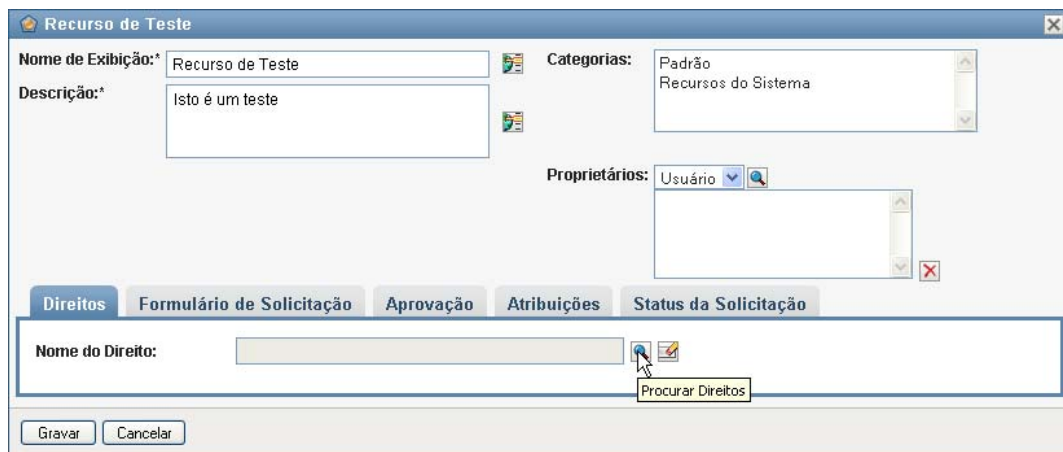 Recurso de Teste
Nome de Exibição:*
Recurso de Teste
Descrição:*
Isto é um teste
Categorias:
Padrão
Recursos do Sistema
Proprietários:
Usuário
Direitos
Formulário de Solicitação
Aprovação
Atribuições
Status da Solicitação
Nome do Direito:
Procurar Direitos
Gravar
Cancelar